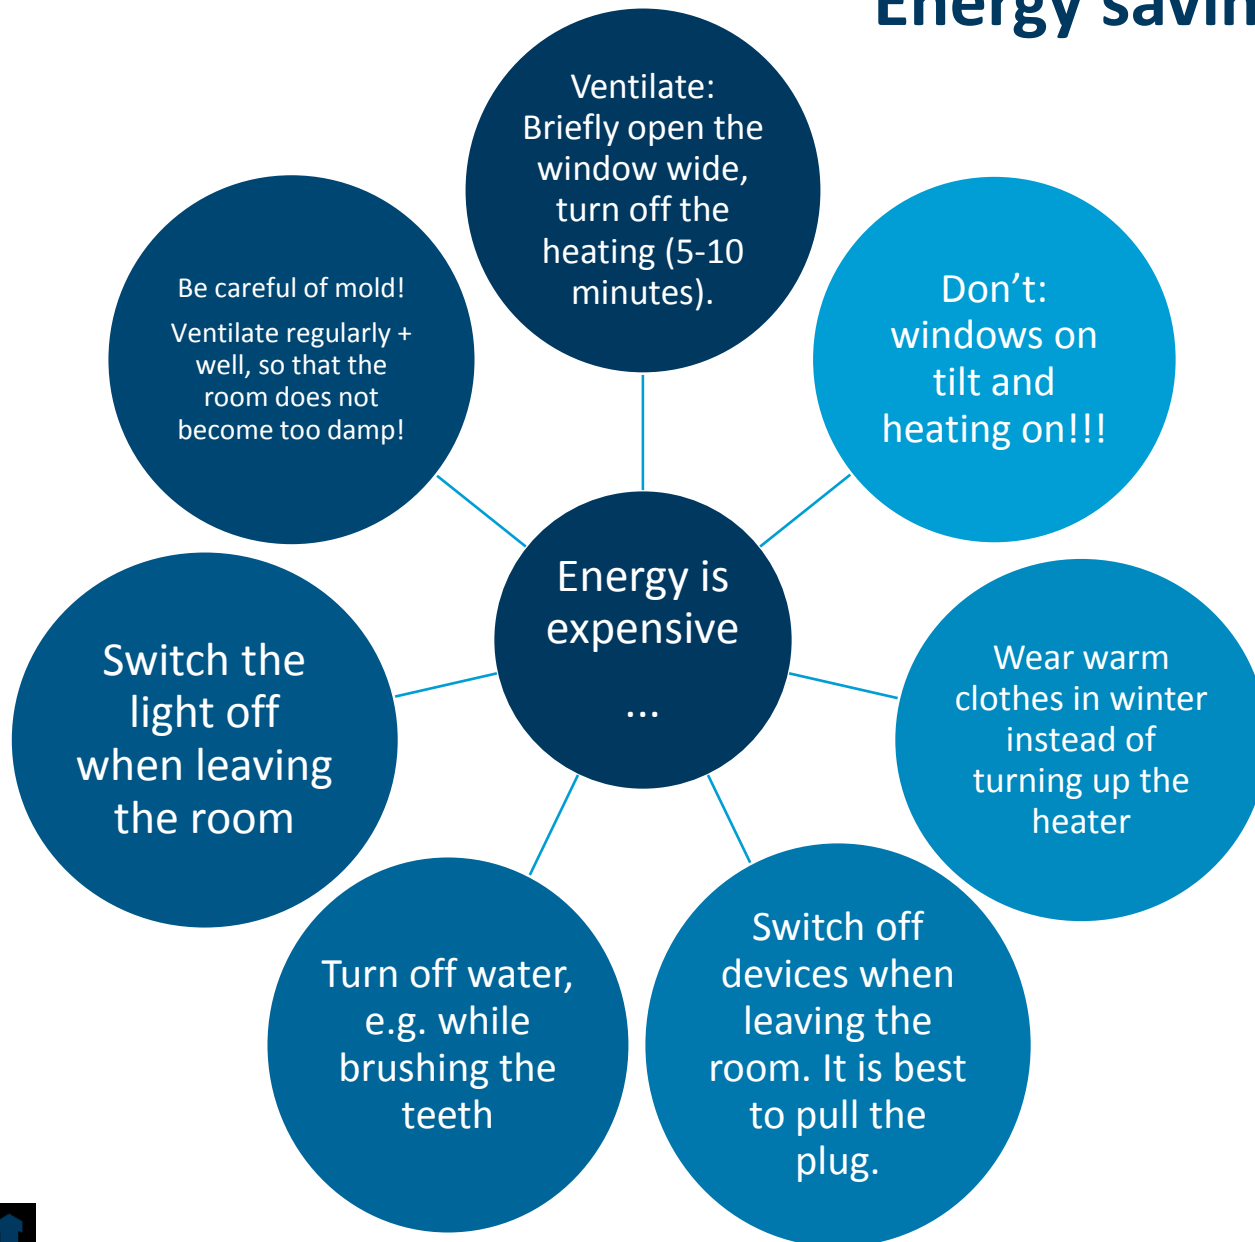 Energy savin
Ventilate:
Briefly open the
window wide,
turn off the
heating (5-10
minutes).
Don’t:
windows on
tilt and
heating on!!!
Wear warm
clothes in winter
instead of
turning up the
heater
Switch off
devices when
leaving the
room. It is best
to pull the
plug.
Turn off water,
e.g. while
brushing the
teeth
Switch the
light off
when leaving
the room
Be careful of mold!
Ventilate regularly +
well, so that the
room does not
become too damp!
Energy is
expensive
...